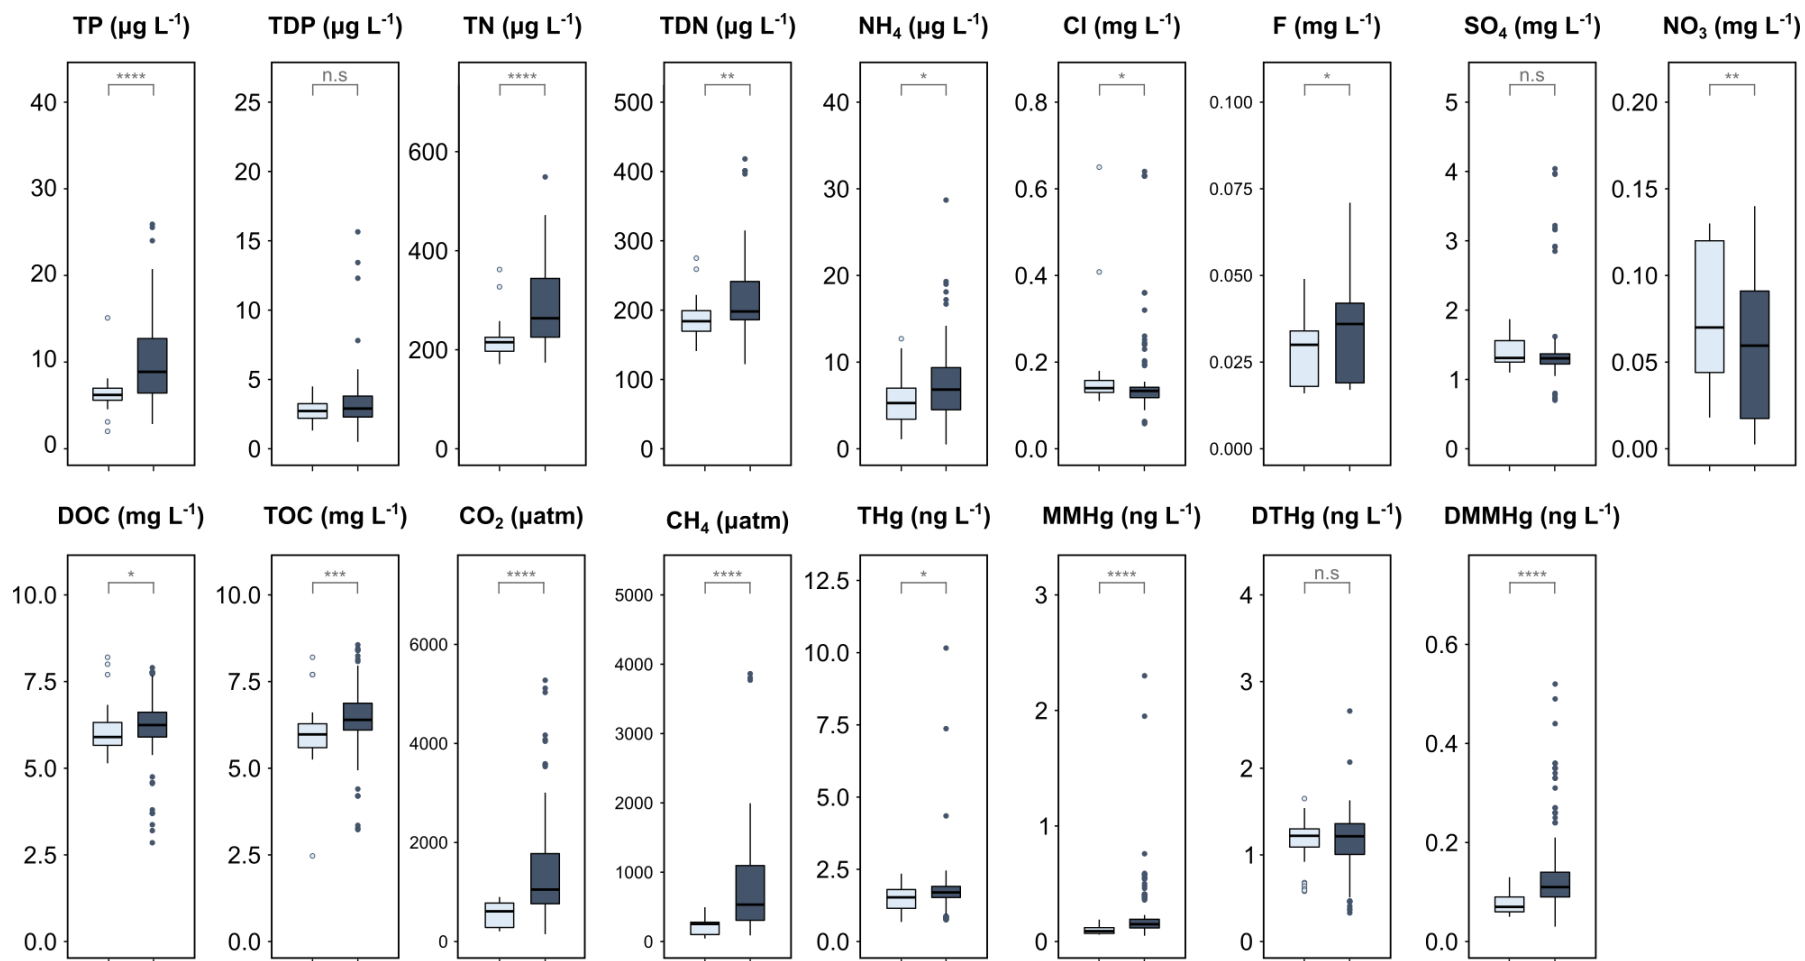 TP (µg L⁻¹) TDP (µg L⁻¹) TN (µg L⁻¹) TDN (µg L⁻¹) NH₄ (µg L⁻¹) Cl (mg L⁻¹) F (mg L⁻¹) SO₄ (mg L⁻¹) NO₃ (mg L⁻¹)
**** n.s **** ** * * * n.s **
40 30 20 10 0
25 20 15 10 5 0
600 400 200 0
500 400 300 200 100 0
40 30 20 10 0
0.8 0.6 0.4 0.2 0.0
0.100 0.075 0.050 0.025 0.000
5 4 3 2 1 0
0.20 0.15 0.10 0.05 0.00
DOC (mg L⁻¹) TOC (mg L⁻¹) CO₂ (µatm) CH₄ (µatm) THg (ng L⁻¹) MMHg (ng L⁻¹) DTHg (ng L⁻¹) DMMHg (ng L⁻¹)
* *** **** **** * **** n.s ****
10.0 7.5 5.0 2.5 0.0
10.0 7.5 5.0 2.5 0.0
6000 4000 2000 0
5000 4000 3000 2000 1000 0
12.5 10.0 7.5 5.0 2.5 0.0
3 2 1 0
4 3 2 1 0
0.6 0.4 0.2 0.0